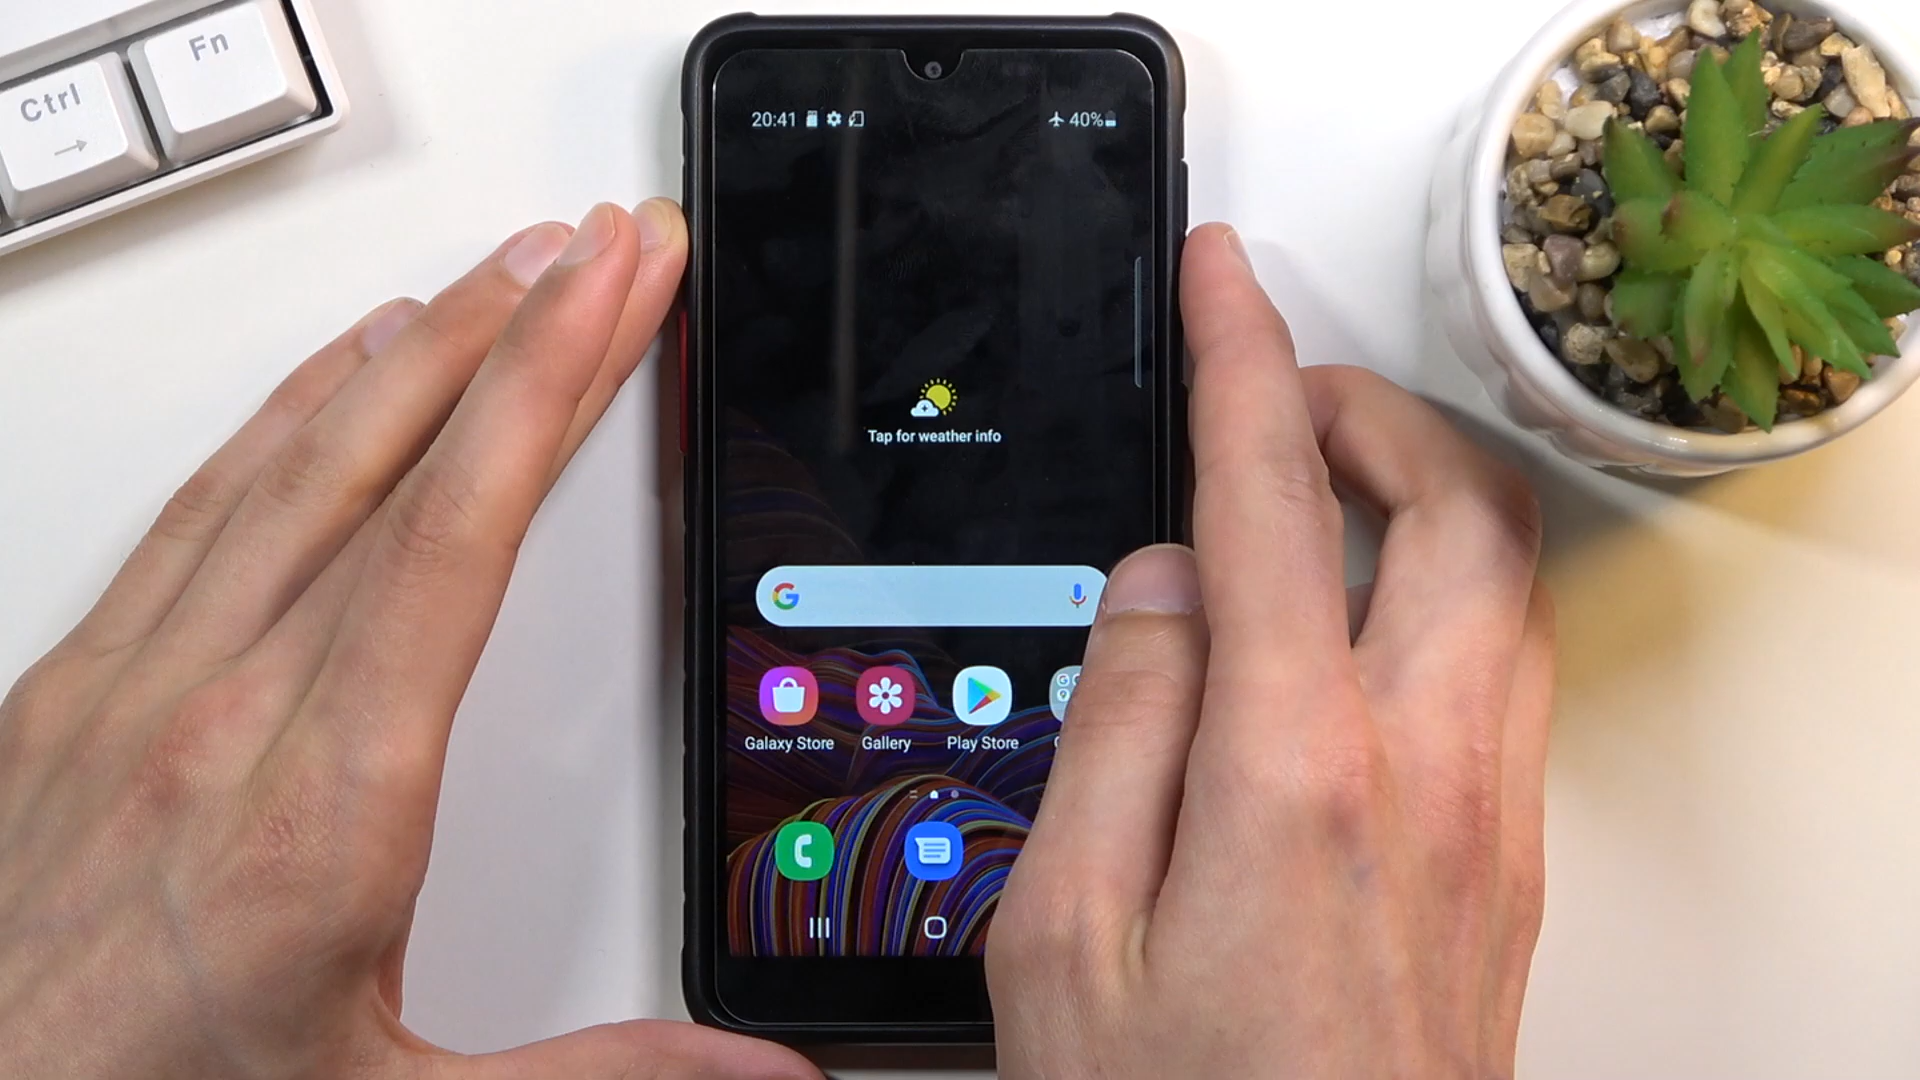 Fn
Ctrl
20:41
40%
Tap for weather info
Galaxy Store
Gallery
Play Store